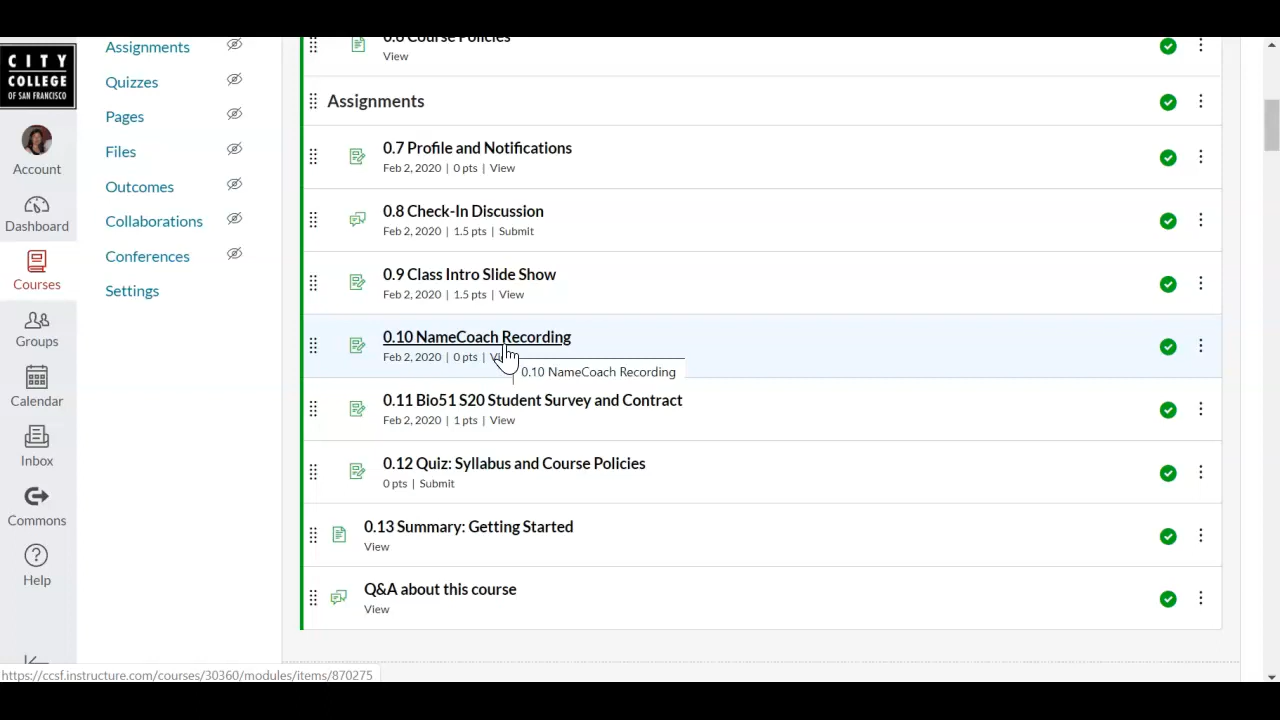 0.6 Course Policies
View
CITY
COLLEGE
OF SAN FRANCISCO
Account
Dashboard
Courses
Groups
Calendar
Inbox
Commons
Help
Assignments
Quizzes
Pages
Files
Outcomes
Collaborations
Conferences
Settings
Assignments
0.7 Profile and Notifications
Feb 2, 2020 | 0 pts | View
0.8 Check-In Discussion
Feb 2, 2020 | 1.5 pts | Submit
0.9 Class Intro Slide Show
Feb 2, 2020 | 1.5 pts | View
0.10 NameCoach Recording
Feb 2, 2020 | 0 pts |
0.10 NameCoach Recording
0.11 Bio51 S20 Student Survey and Contract
Feb 2, 2020 | 1 pts | View
0.12 Quiz: Syllabus and Course Policies
0 pts | Submit
0.13 Summary: Getting Started
View
Q&A about this course
View
https://ccsf.instructure.com/courses/30360/modules/items/870275